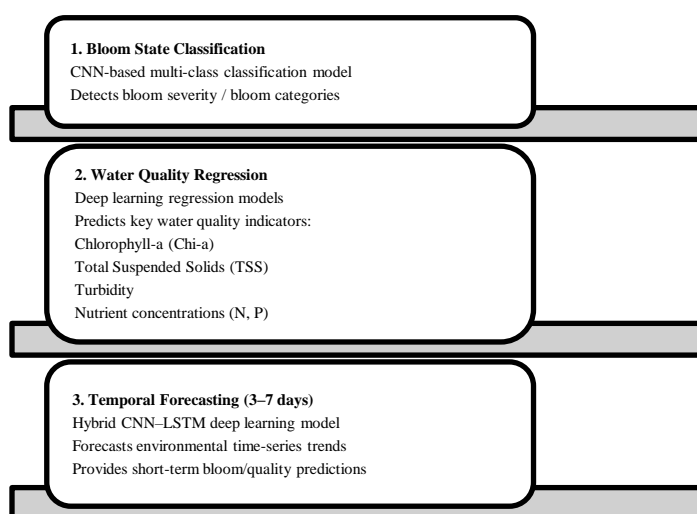 1. Bloom State Classification
CNN-based multi-class classification model
Detects bloom severity / bloom categories
2. Water Quality Regression
Deep learning regression models
Predicts key water quality indicators:
Chlorophyll-a (Chi-a)
Total Suspended Solids (TSS)
Turbidity
Nutrient concentrations (N, P)
3. Temporal Forecasting (3–7 days)
Hybrid CNN–LSTM deep learning model
Forecasts environmental time-series trends
Provides short-term bloom/quality predictions